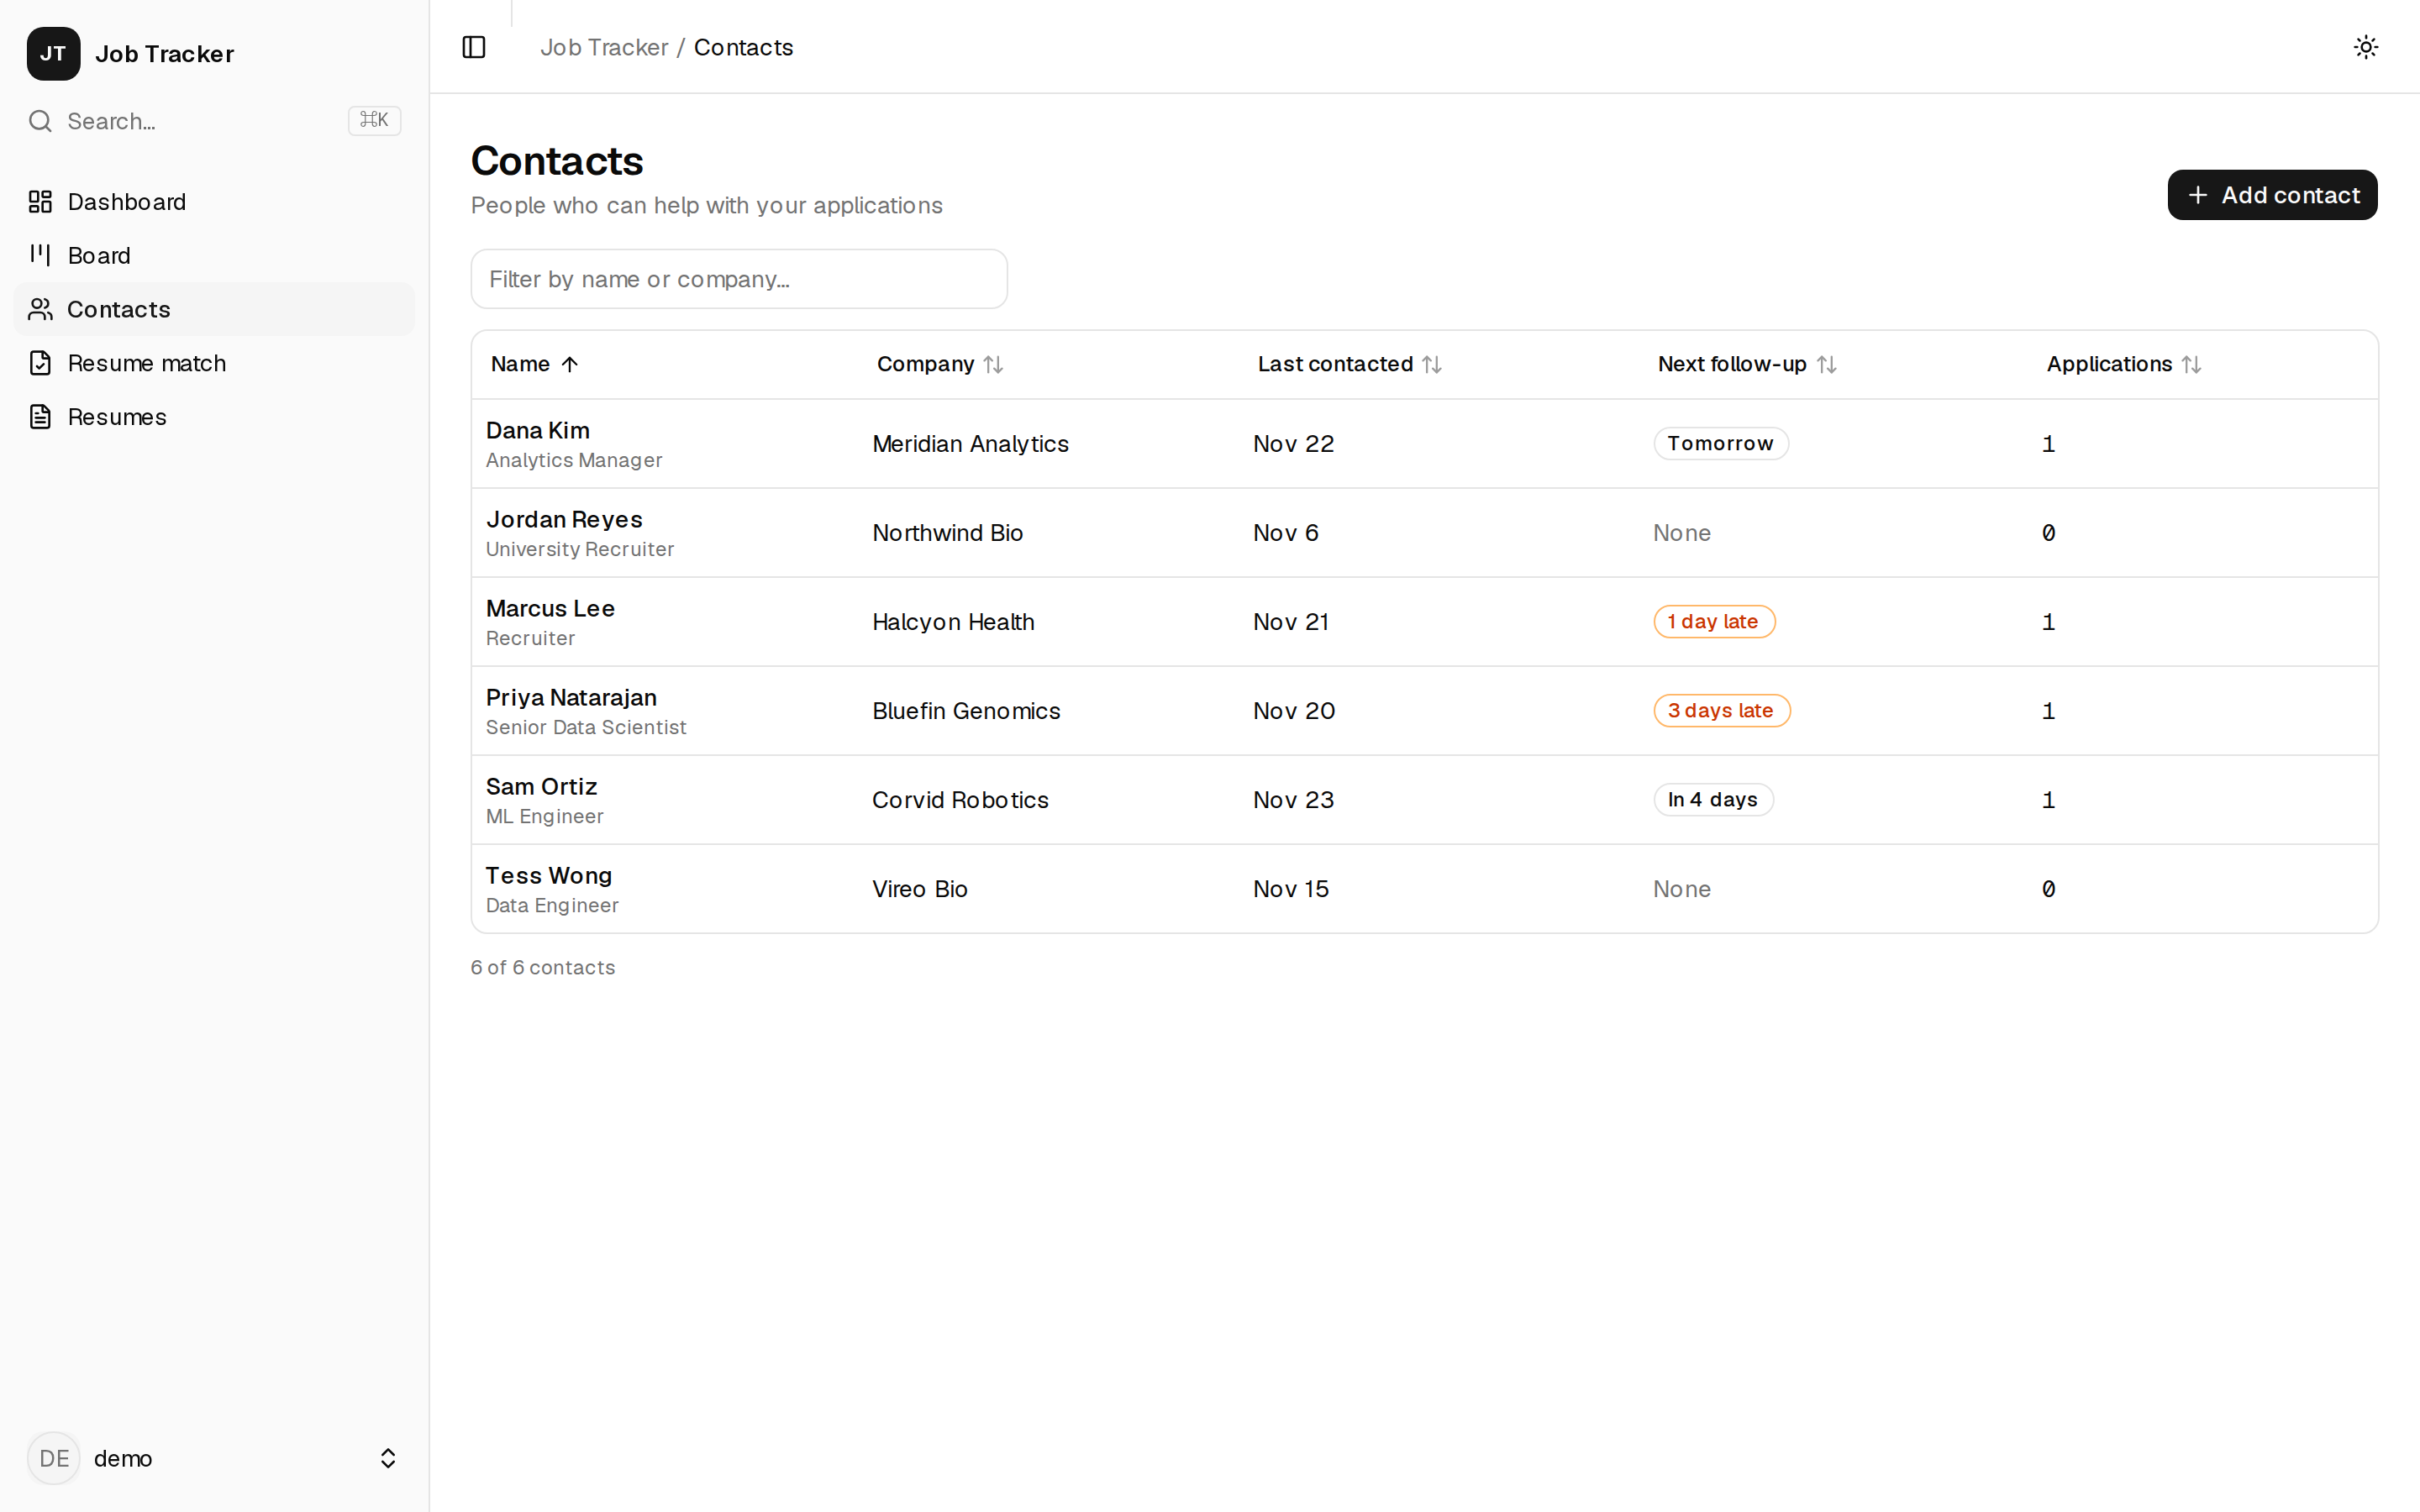 JT Job Tracker
Search... ⌘K
Dashboard
Board
Contacts
Resume match
Resumes
DE demo
Job Tracker / Contacts
Contacts
People who can help with your applications
+ Add contact
Filter by name or company...
Name Company Last contacted Next follow-up Applications
Dana Kim
Analytics Manager
Meridian Analytics Nov 22 Tomorrow 1
Jordan Reyes
University Recruiter
Northwind Bio Nov 6 None 0
Marcus Lee
Recruiter
Halcyon Health Nov 21 1 day late 1
Priya Natarajan
Senior Data Scientist
Bluefin Genomics Nov 20 3 days late 1
Sam Ortiz
ML Engineer
Corvid Robotics Nov 23 In 4 days 1
Tess Wong
Data Engineer
Vireo Bio Nov 15 None 0
6 of 6 contacts